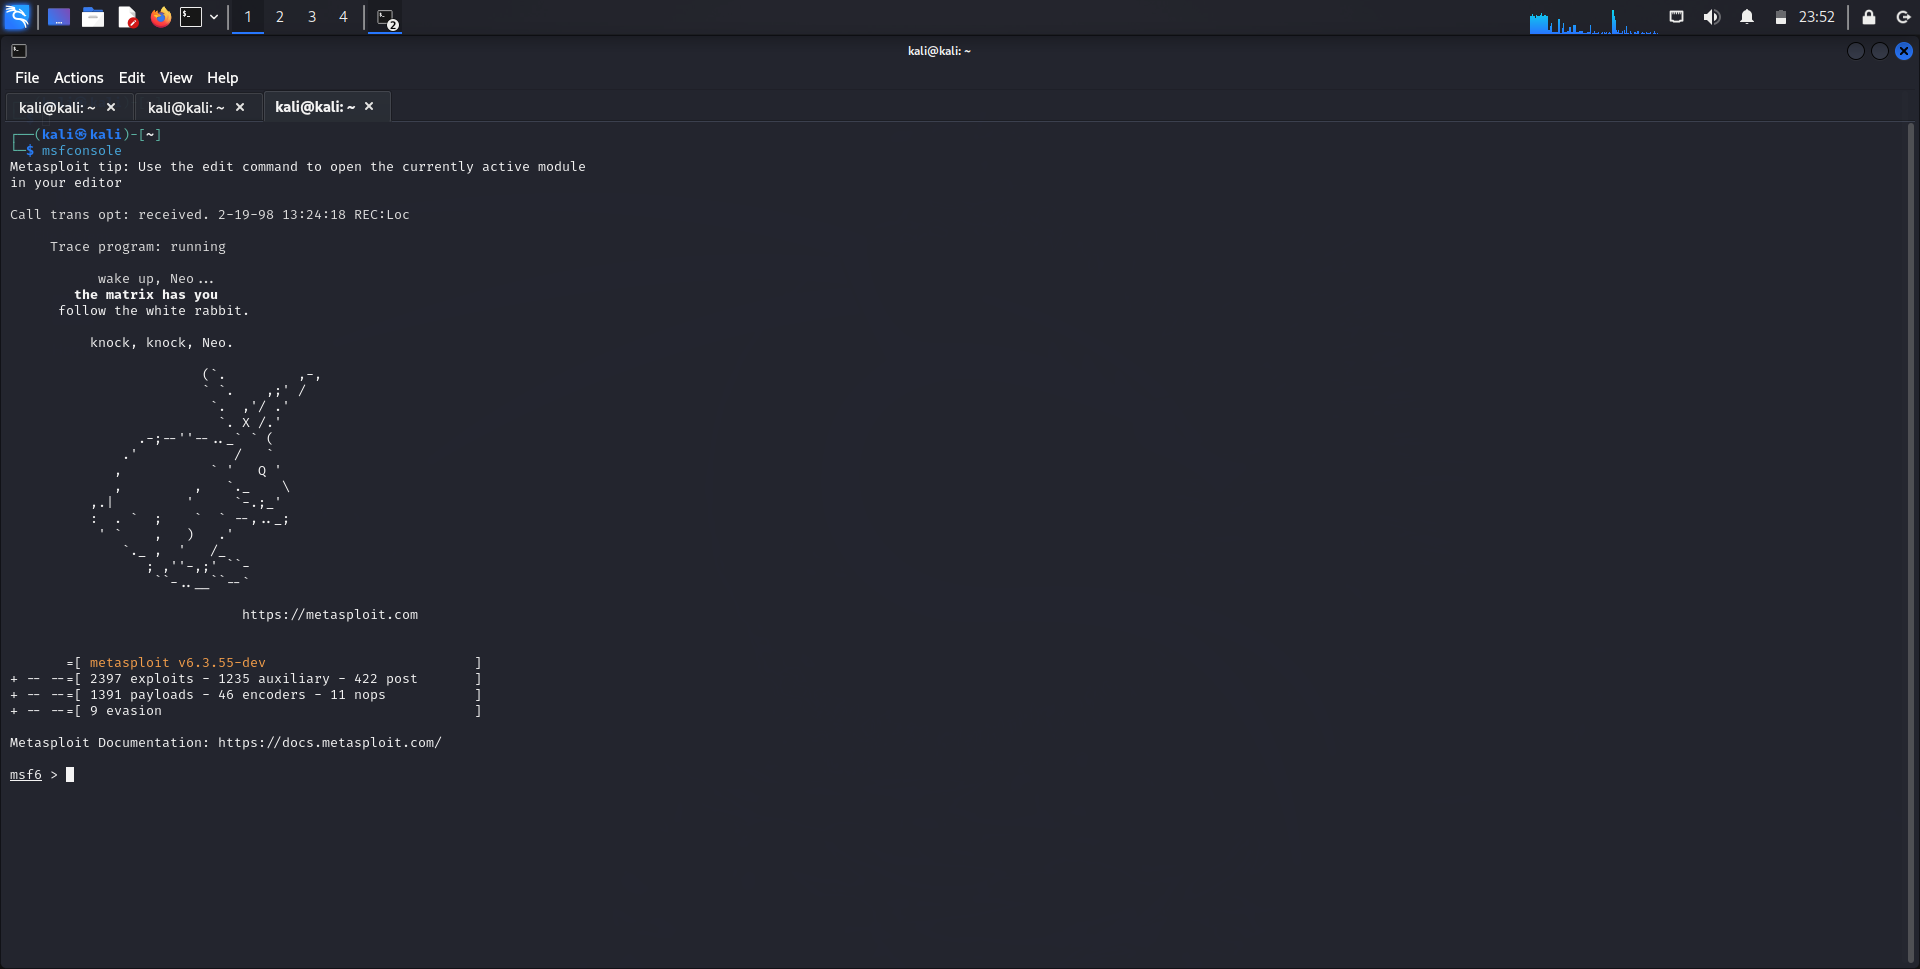 1 2 3 4 2 23:52
kali@kali: ~
File Actions Edit View Help
kali@kali: ~ × kali@kali: ~ × kali@kali: ~ ×
┌──(kali㉿kali)-[~]
└─$ msfconsole
Metasploit tip: Use the edit command to open the currently active module
in your editor
Call trans opt: received. 2-19-98 13:24:18 REC:Loc
Trace program: running
wake up, Neo...
the matrix has you
follow the white rabbit.
knock, knock, Neo.
(`.         ,-,
` `.    ,;' /
`.  ,'/ .'
`. X /.'
.-;--''--.._` ` (
.'            /   `
,           ` '   Q '
,         ,   `._    \
,.|         '     `-.;_'
:  . `  ;    `  ` --,.._;
' `    ,   )   .'
`._ ,  '   /_
; ,''-,;' ``-
``-..__``--`
https://metasploit.com
=[ metasploit v6.3.55-dev                          ]
+ -- --=[ 2397 exploits - 1235 auxiliary - 422 post       ]
+ -- --=[ 1391 payloads - 46 encoders - 11 nops           ]
+ -- --=[ 9 evasion                                       ]
Metasploit Documentation: https://docs.metasploit.com/
msf6 >